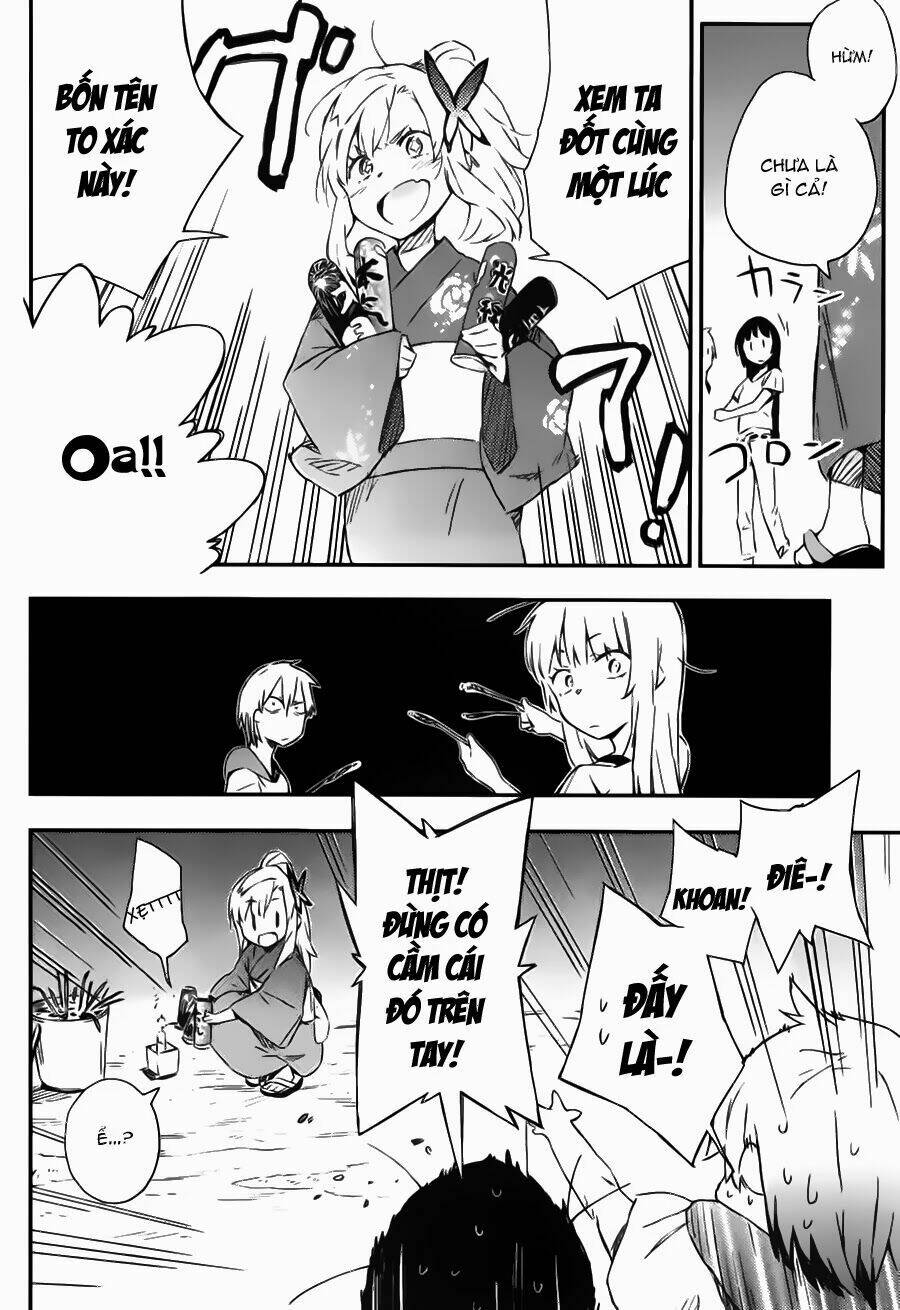 HỪM!
CHƯA LÀ
GÌ CẢ!
カラン
コロン
XEM TA
ĐỐT CÙNG
MỘT LÚC
BỐN TÊN
TO XÁC
NÀY!
Oa!!
ĐIÊ-!
KHOAN!
ĐẤY
LÀ-!
THỊT!
ĐỪNG CÓ
CẦM CÁI
ĐÓ TRÊN
TAY!
XẸTTTT
Ể...?